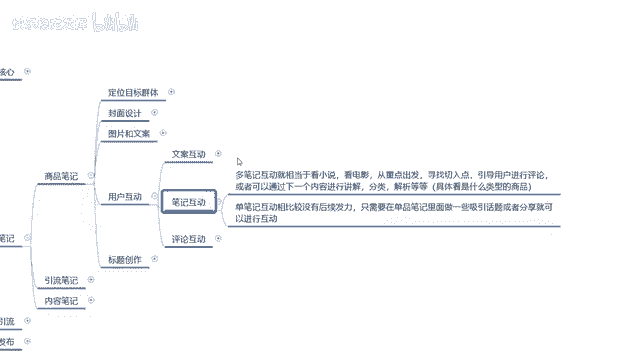 核心
定位目标群体
封面设计
图片和文案
文案互动
多笔记互动就相当于看小说，看电影，从重点出发，寻找切入点，引导用户进行评论，
或者可以通过下一个内容进行讲解，分类，解析等等（具体看是什么类型的商品）
商品笔记
用户互动
笔记互动
单笔记互动相比较没有后续发力，只需要在单品笔记里面做一些吸引话题或者分享就可
以进行互动
笔记
评论互动
标题创作
引流笔记
内容笔记
引流
发布